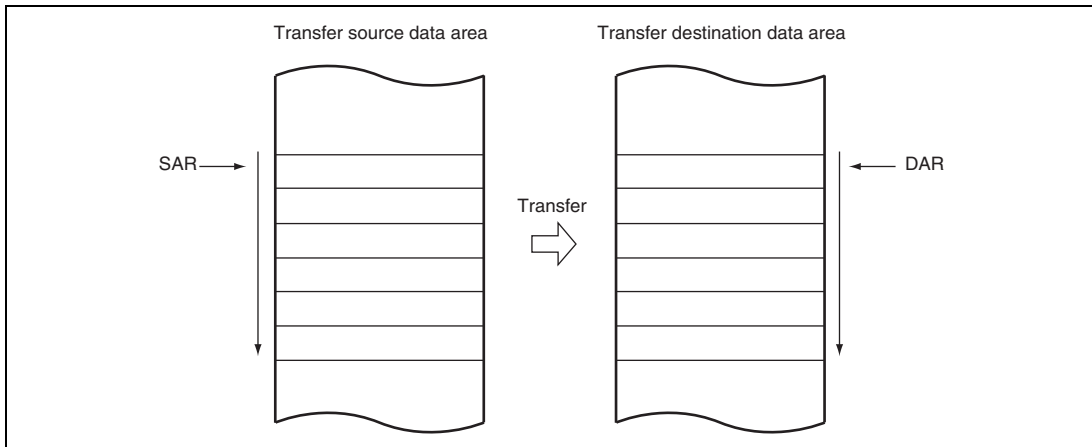 Transfer source data area
Transfer destination data area
SAR
DAR
Transfer